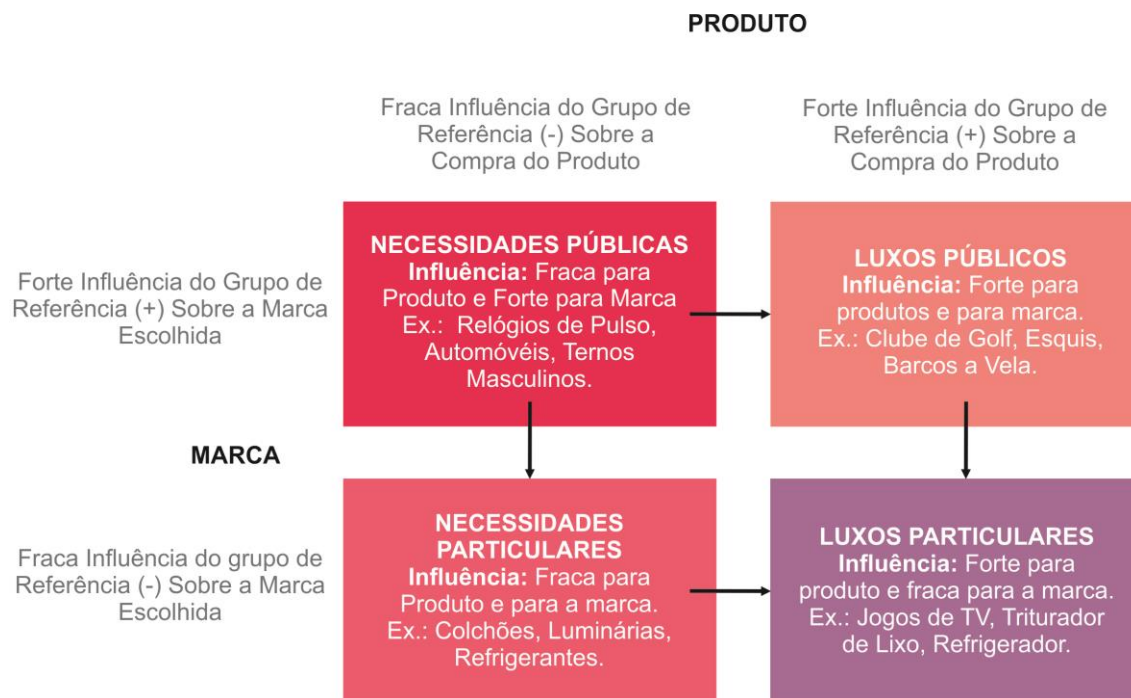 PRODUTO
Fraca Influência do Grupo de
Referência (-) Sobre a
Compra do Produto
Forte Influência do Grupo de
Referência (+) Sobre a
Compra do Produto
Forte Influência do Grupo de
Referência (+) Sobre a Marca
Escolhida
NECESSIDADES PÚBLICAS
Influência: Fraca para
Produto e Forte para Marca
Ex.: Relógios de Pulso,
Automóvéis, Ternos
Masculinos.
LUXOS PÚBLICOS
Influência: Forte para
produtos e para marca.
Ex.: Clube de Golf, Esquis,
Barcos a Vela.
MARCA
Fraca Influência do grupo de
Referência (-) Sobre a Marca
Escolhida
NECESSIDADES
PARTICULARES
Influência: Fraca para
Produto e para a marca.
Ex.: Colchões, Luminárias,
Refrigerantes.
LUXOS PARTICULARES
Influência: Forte para
produto e fraca para a marca.
Ex.: Jogos de TV, Triturador
de Lixo, Refrigerador.